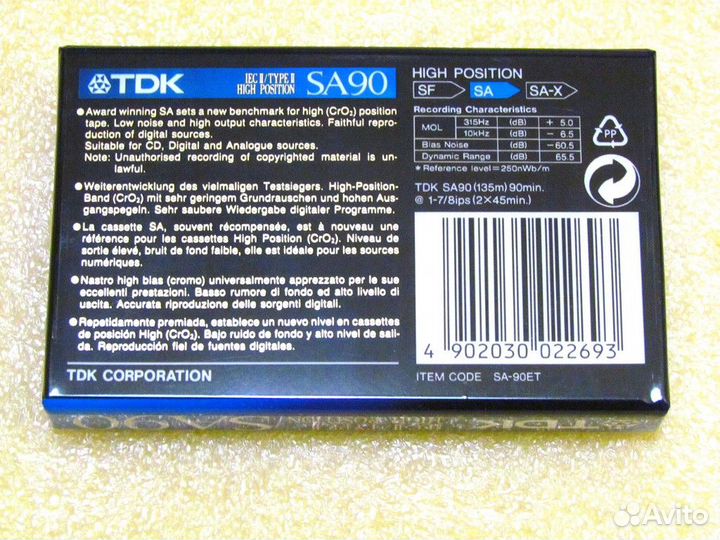 TDK
IEC II/TYPE II
HIGH POSITION
SA90
● Award winning SA sets a new benchmark for high (CrO₂) position
tape. Low noise and high output characteristics. Faithful repro-
duction of digital sources.
Suitable for CD, Digital and Analogue sources.
Note: Unauthorised recording of copyrighted material is un-
lawful.
● Weiterentwicklung des vielmaligen Testsiegers. High-Position-
Band (CrO₂) mit sehr geringem Grundrauschen und hohen Aus-
gangspegeln. Sehr saubere Wiedergabe digitaler Programme.
● La cassette SA, souvent récompensée, est à nouveau une
référence pour les cassettes High Position (CrO₂). Niveau de
sortie élevé, bruit de fond faible, elle est idéale pour les sources
numériques.
● Nastro high bias (cromo) universalmente apprezzato per le sue
eccellenti prestazioni. Basso rumore di fondo ed alto livello di
uscita. Accurata riproduzione delle sorgenti digitali.
● Repetidamente premiada, establece un nuevo nivel en cassettes
de posición High (CrO₂). Bajo ruido de fondo y alto nivel de sali-
da. Reproducción fiel de fuentes digitales.
TDK CORPORATION
HIGH POSITION
SF SA SA-X
Recording Characteristics
MOL 315Hz (dB) + 5.0
10kHz (dB) - 6.5
Bias Noise (dB) -60.5
Dynamic Range (dB) 65.5
* Reference level=250nWb/m
TDK SA90 (135m) 90min.
@ 1-7/8ips (2×45min.)
PP
4 902030 022693
ITEM CODE SA-90ET
TDK
SA90
Avito